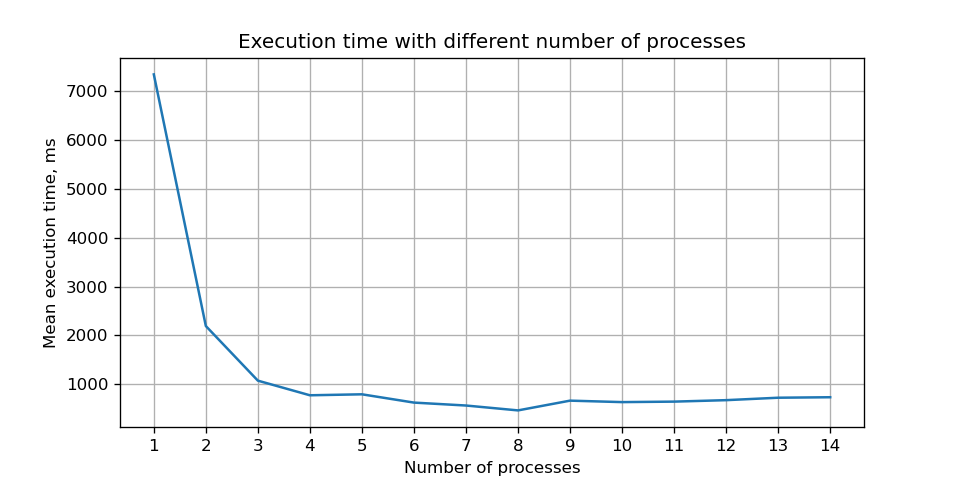 Execution time with different number of processes
Mean execution time, ms
7000
6000
5000
4000
3000
2000
1000
1 2 3 4 5 6 7 8 9 10 11 12 13 14
Number of processes